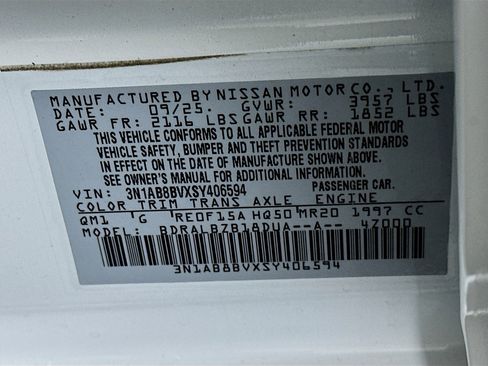 MANUFACTURED BY NISSAN MOTOR CO., LTD.
DATE: 09/25. GVWR: 3957 LBS
GAWR FR: 2116 LBS GAWR RR: 1852 LBS
THIS VEHICLE CONFORMS TO ALL APPLICABLE FEDERAL MOTOR
VEHICLE SAFETY, BUMPER AND THEFT PREVENTION STANDARDS
IN EFFECT ON THE DATE OF MANUFACTURE SHOWN ABOVE.
SEE OWNER'S MANUAL FOR ADDITIONAL INFORMATION.
VIN: 3N1AB8BVXSY406594 PASSENGER CAR.
COLOR TRIM TRANS AXLE ENGINE
QM1 G RE0F15A HQ50 MR20 1997 CC
MODEL: BDRALBZB18DUA--A-- 47000
3N1AB8BVXSY406594